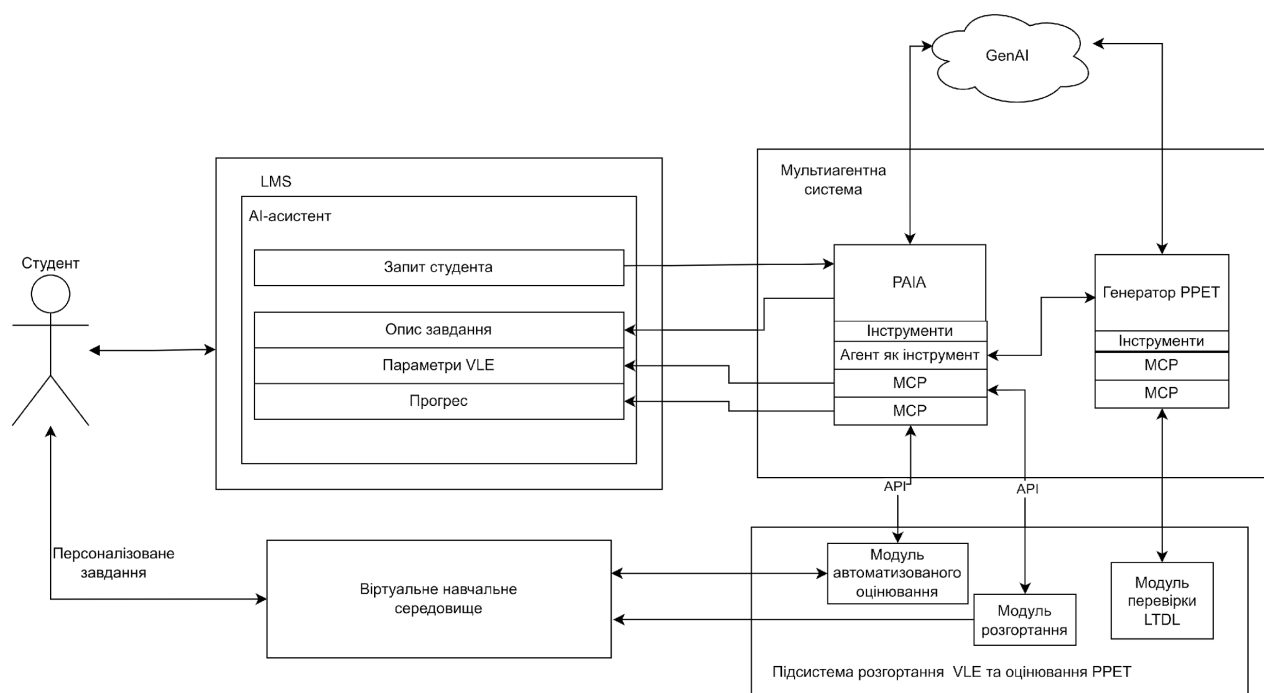 GenAI
LMS
АІ-асистент
Запит студента
Опис завдання
Параметри VLE
Прогрес
Студент
Мультиагентна
система
PAIA
Інструменти
Агент як інструмент
MCP
MCP
Генератор PPET
Інструменти
MCP
MCP
API
API
Персоналізоване
завдання
Віртуальне навчальне
середовище
Модуль
автоматизованого
оцінювання
Модуль
розгортання
Модуль
перевірки
LTDL
Підсистема розгортання VLE та оцінювання PPET